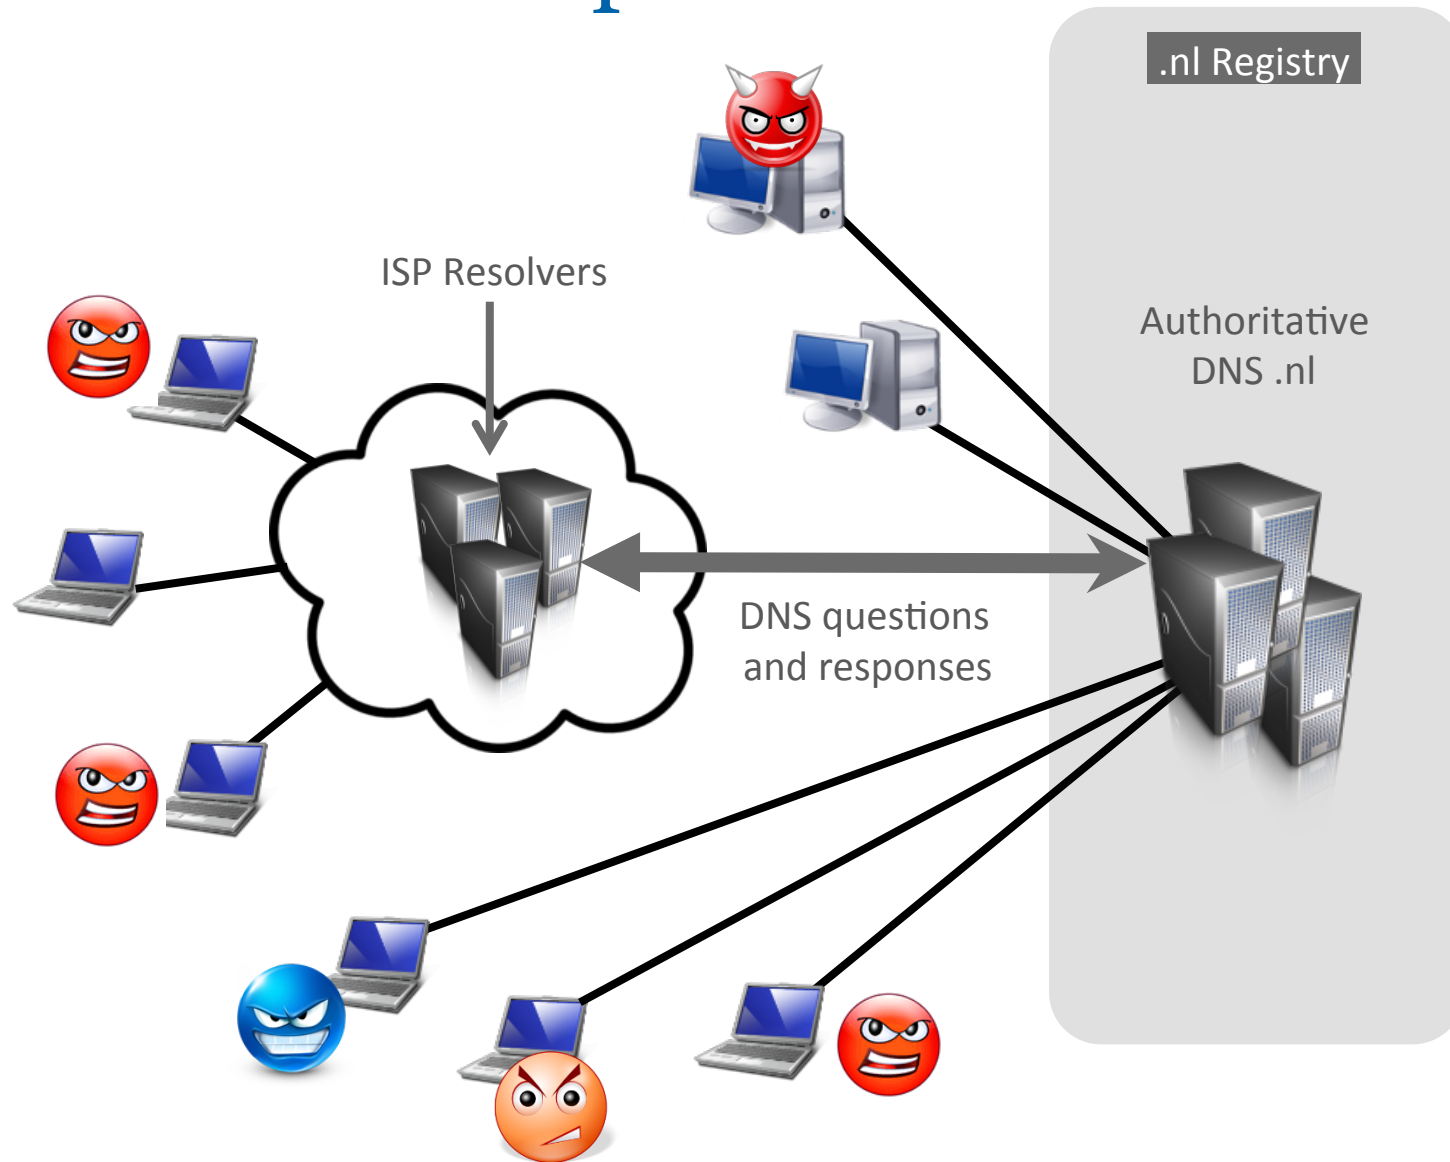 .nl Registry
ISP Resolvers
Authoritative
DNS .nl
DNS questions
and responses